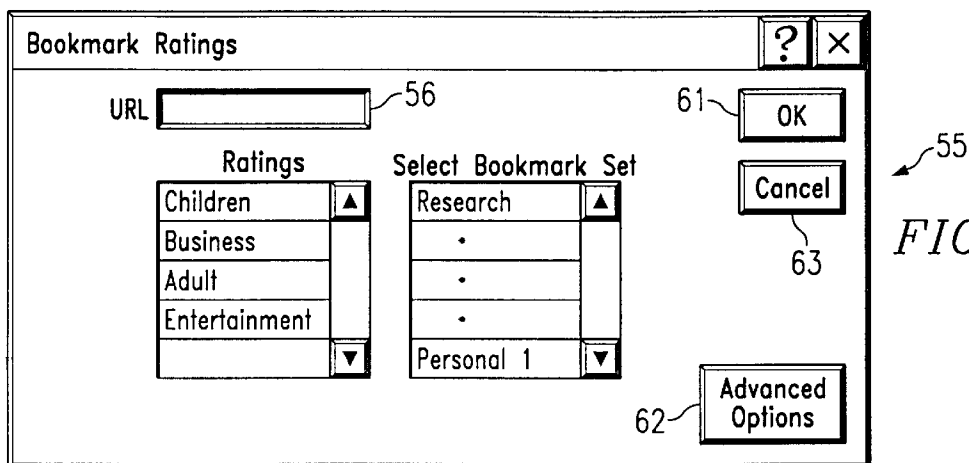 Bookmark Ratings
? ×
URL
56
61
OK
55
Ratings
Select Bookmark Set
Cancel
63
Children
Business
Adult
Entertainment
Research
Personal 1
62
Advanced
Options